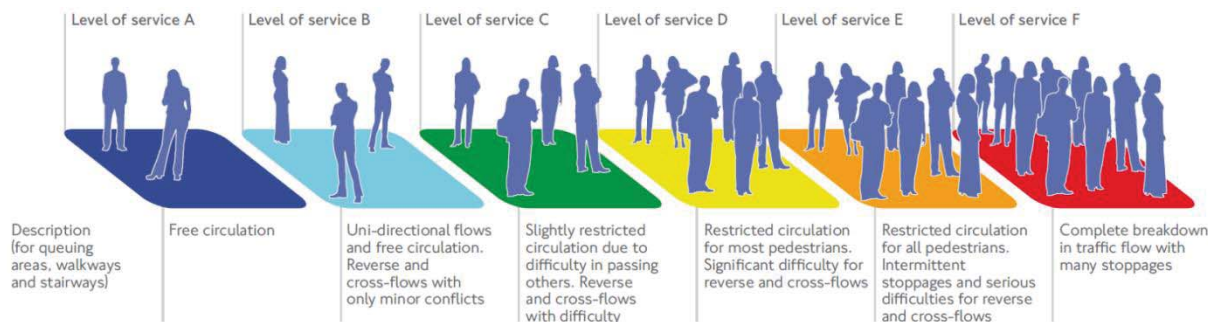 Level of service A
Level of service B
Level of service C
Level of service D
Level of service E
Level of service F
Description
(for queuing
areas, walkways
and stairways)
Free circulation
Uni-directional flows
and free circulation.
Reverse and
cross-flows with
only minor conflicts
Slightly restricted
circulation due to
difficulty in passing
others. Reverse
and cross-flows
with difficulty
Restricted circulation
for most pedestrians.
Significant difficulty for
reverse and cross-flows
Restricted circulation
for all pedestrians.
Intermittent
stoppages and serious
difficulties for reverse
and cross-flows
Complete breakdown
in traffic flow with
many stoppages